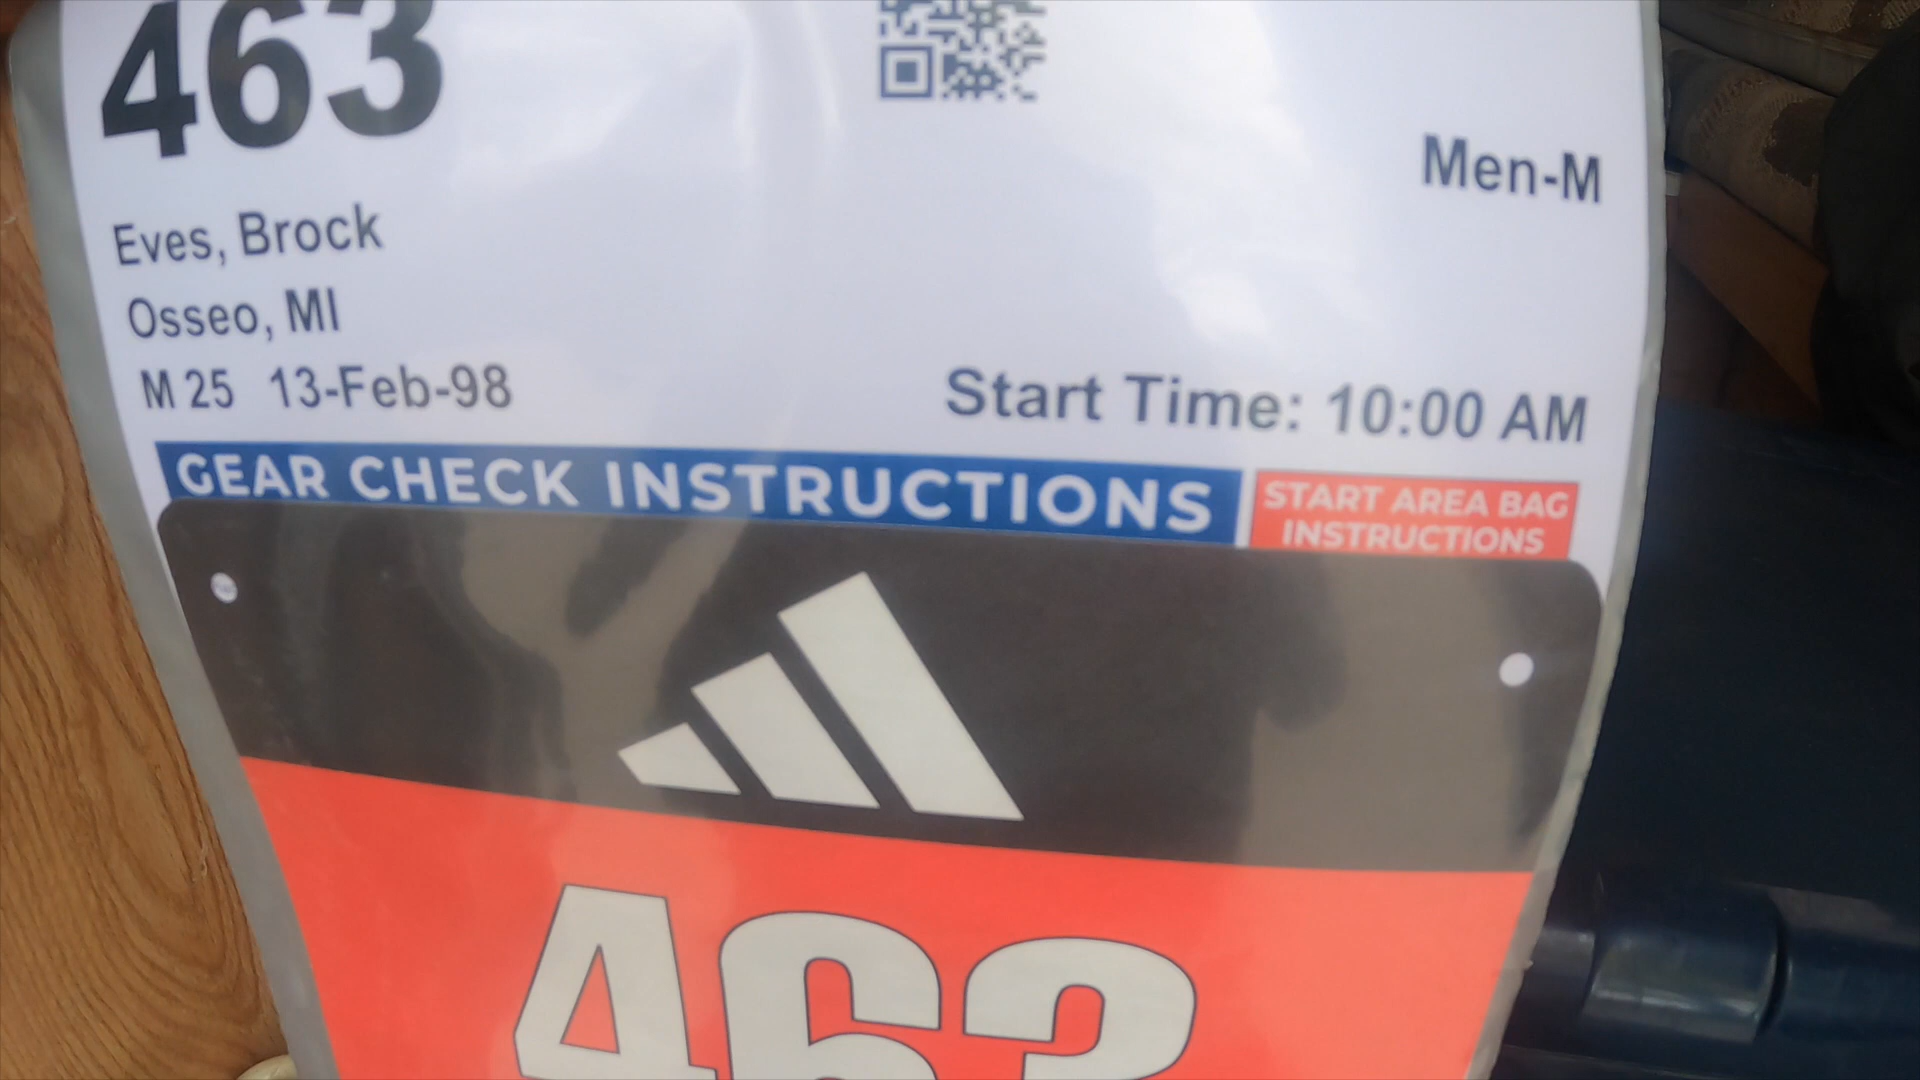 463
Men-M
Eves, Brock
Osseo, MI
M 25 13-Feb-98
Start Time: 10:00 AM
GEAR CHECK INSTRUCTIONS
START AREA BAG
INSTRUCTIONS
463